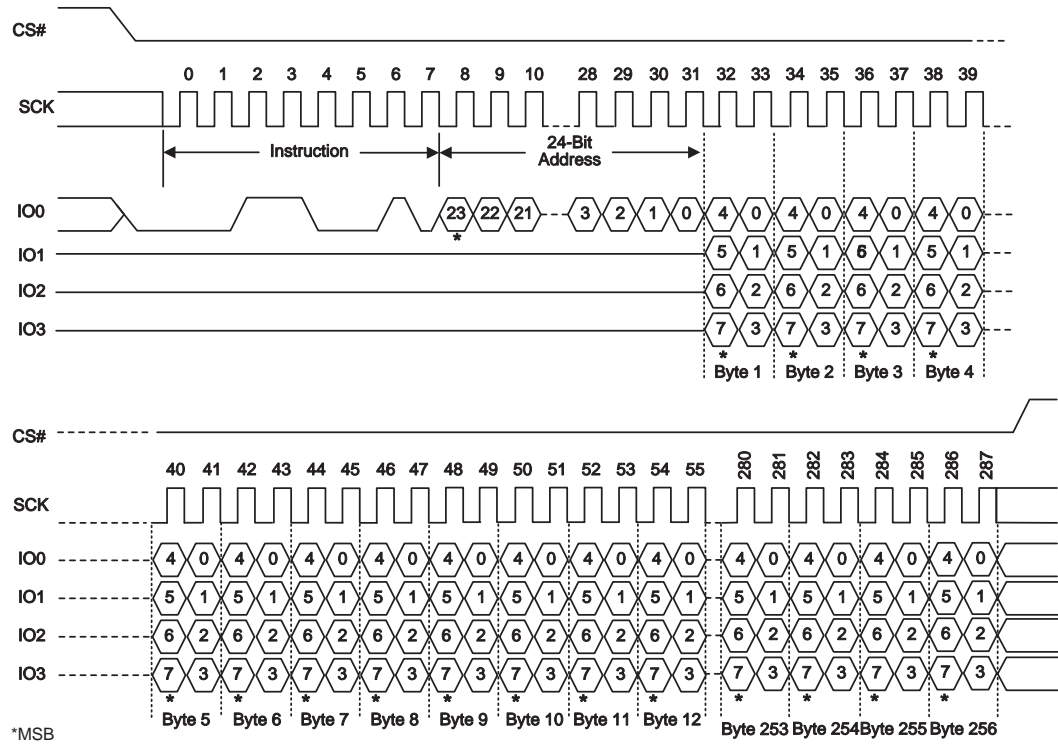 CS#
0 1 2 3 4 5 6 7 8 9 10 28 29 30 31 32 33 34 35 36 37 38 39
SCK
Instruction
24-Bit
Address
IO0 23 22 21 3 2 1 0 4 0 4 0 4 0 4 0
*
IO1 5 1 5 1 6 1 5 1
IO2 6 2 6 2 6 2 6 2
IO3 7 3 7 3 7 3 7 3
* * * *
Byte 1 Byte 2 Byte 3 Byte 4
CS#
40 41 42 43 44 45 46 47 48 49 50 51 52 53 54 55 280 281 282 283 284 285 286 287
SCK
IO0 4 0 4 0 4 0 4 0 4 0 4 0 4 0 4 0 4 0 4 0 4 0 4 0
IO1 5 1 5 1 5 1 5 1 5 1 5 1 5 1 5 1 5 1 5 1 5 1 5 1
IO2 6 2 6 2 6 2 6 2 6 2 6 2 6 2 6 2 6 2 6 2 6 2 6 2
IO3 7 3 7 3 7 3 7 3 7 3 7 3 7 3 7 3 7 3 7 3 7 3 7 3
* * * * * * * * * * * *
Byte 5 Byte 6 Byte 7 Byte 8 Byte 9 Byte 10 Byte 11 Byte 12 Byte 253 Byte 254 Byte 255 Byte 256
*MSB